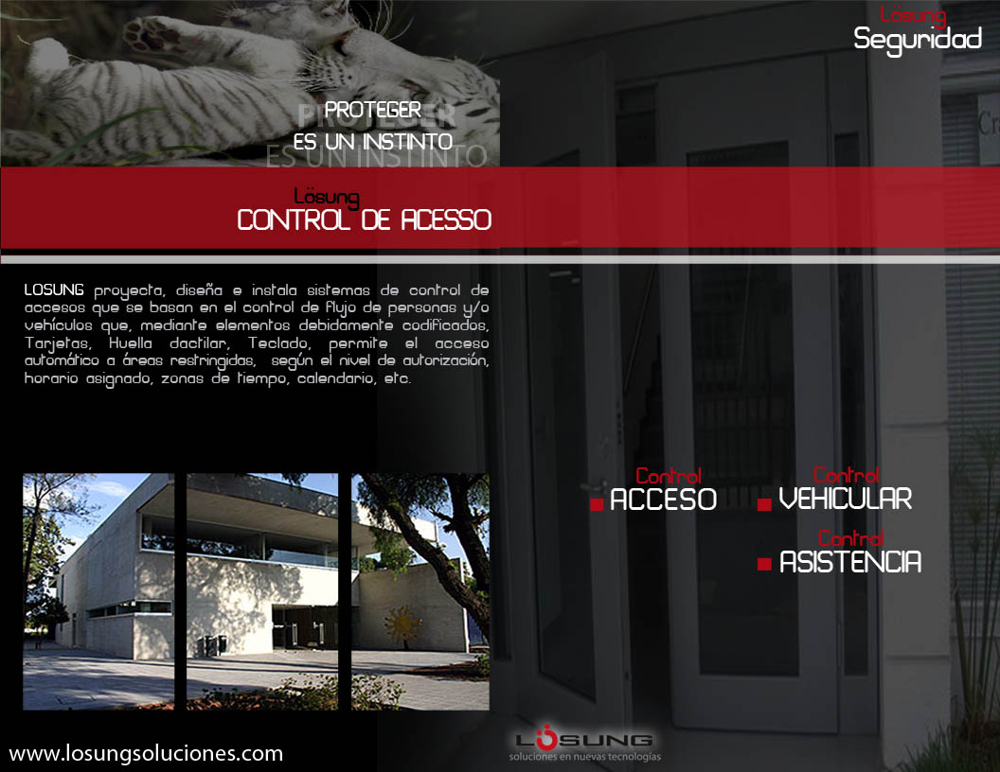 Lösung
Seguridad
PROTEGER
ES UN INSTINTO
Lösung
CONTROL DE ACESSO
LOSUNG proyecta, diseña e instala sistemas de control de
accesos que se basan en el control de flujo de personas y/o
vehículos que, mediante elementos debidamente codificados,
Tarjetas, Huella dactilar, Teclado, permite el acceso
automático a áreas restringidas, según el nivel de autorización,
horario asignado, zonas de tiempo, calendario, etc.
Control
ACCESO
Control
VEHICULAR
Control
ASISTENCIA
www.losungsoluciones.com
LÖSUNG
soluciones en nuevas tecnologías